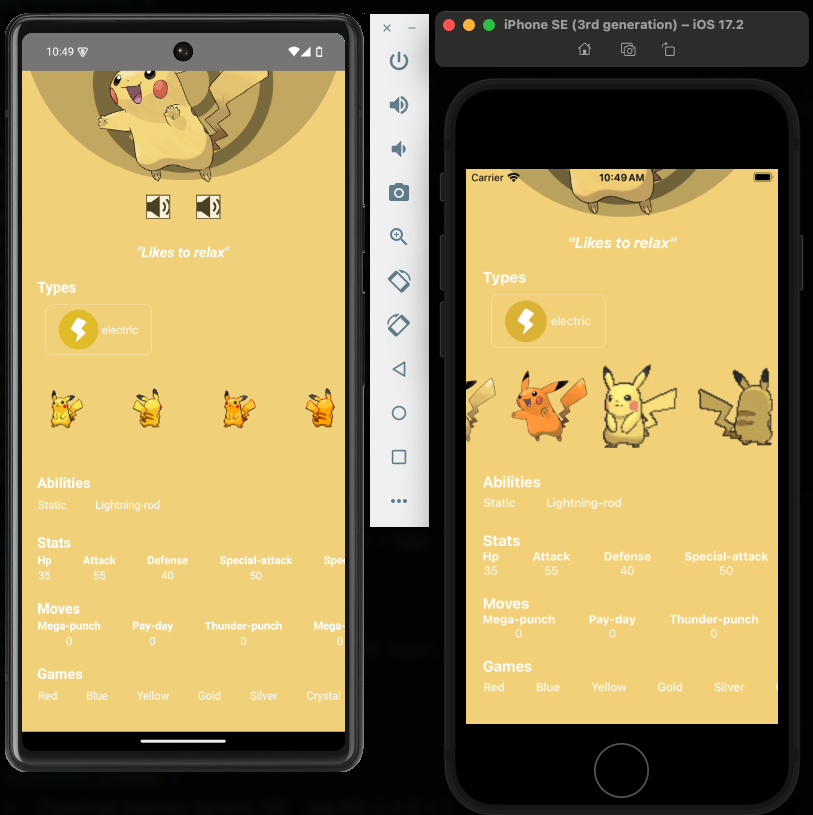 10:49
"Likes to relax"
Types
electric
Abilities
Static Lightning-rod
Stats
Hp Attack Defense Special-attack Spec
35 55 40 50
Moves
Mega-punch Pay-day Thunder-punch Mega-
0 0 0 0
Games
Red Blue Yellow Gold Silver Crystal
iPhone SE (3rd generation) – iOS 17.2
Carrier 10:49 AM
"Likes to relax"
Types
electric
Abilities
Static Lightning-rod
Stats
Hp Attack Defense Special-attack
35 55 40 50
Moves
Mega-punch Pay-day Thunder-punch
0 0 0
Games
Red Blue Yellow Gold Silver